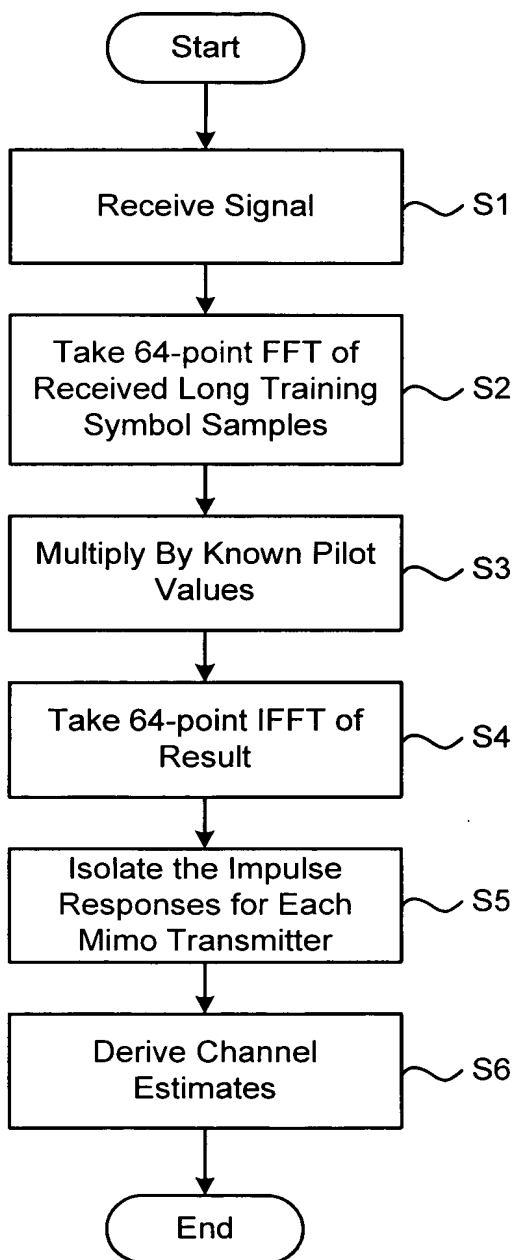 Start
Receive Signal
S1
Take 64-point FFT of
Received Long Training
Symbol Samples
S2
Multiply By Known Pilot
Values
S3
Take 64-point IFFT of
Result
S4
Isolate the Impulse
Responses for Each
Mimo Transmitter
S5
Derive Channel
Estimates
S6
End